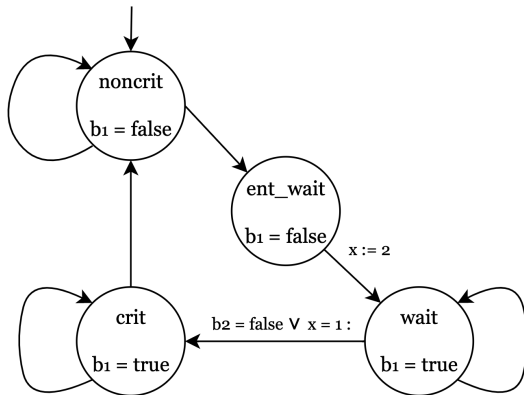 noncrit
b1 = false
ent_wait
b1 = false
x := 2
b2 = false ∨ x = 1 :
crit
b1 = true
wait
b1 = true